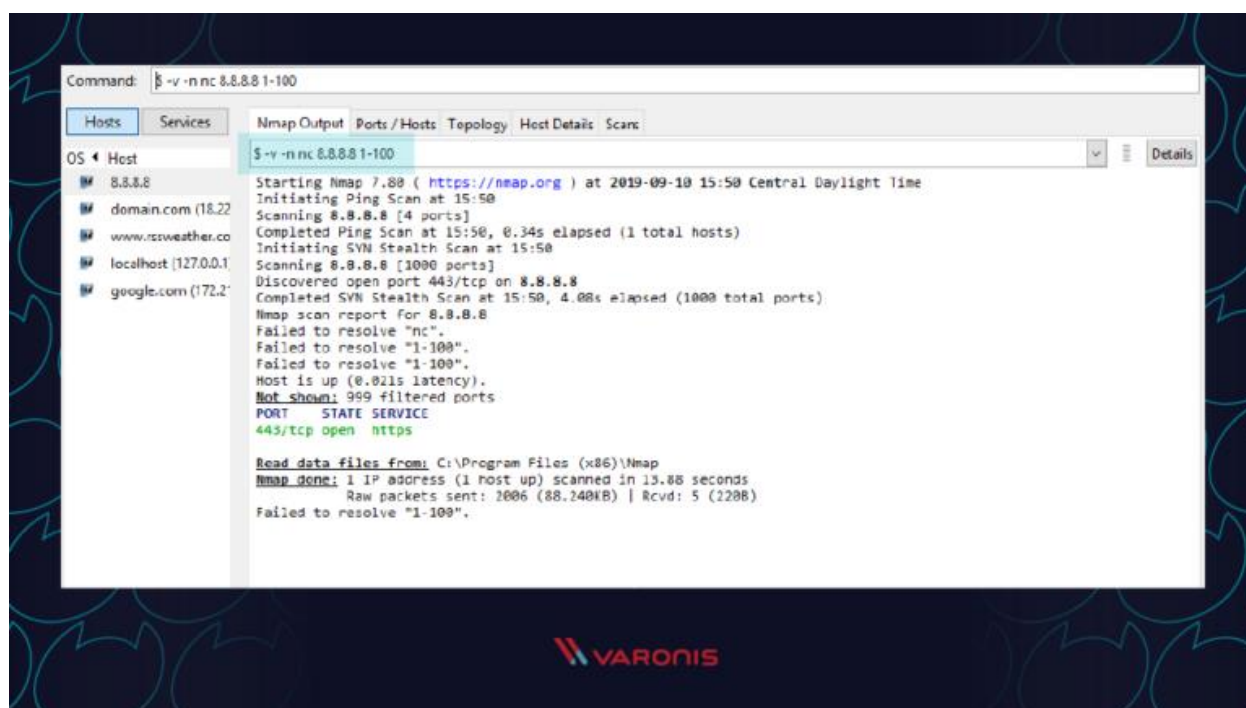 Command: $ -v -n nc 8.8.8.8 1-100
Hosts Services Nmap Output Ports / Hosts Topology Host Details Scans
OS Host $ -v -n nc 8.8.8.8 1-100 Details
8.8.8.8
domain.com (18.22
www.rssweather.co
localhost (127.0.0.1
google.com (172.21
Starting Nmap 7.80 ( https://nmap.org ) at 2019-09-10 15:50 Central Daylight Time
Initiating Ping Scan at 15:50
Scanning 8.8.8.8 [4 ports]
Completed Ping Scan at 15:50, 0.34s elapsed (1 total hosts)
Initiating SYN Stealth Scan at 15:50
Scanning 8.8.8.8 [1000 ports]
Discovered open port 443/tcp on 8.8.8.8
Completed SYN Stealth Scan at 15:50, 4.08s elapsed (1000 total ports)
Nmap scan report for 8.8.8.8
Failed to resolve "nc".
Failed to resolve "1-100".
Failed to resolve "1-100".
Host is up (0.021s latency).
Not shown: 999 filtered ports
PORT STATE SERVICE
443/tcp open https
Read data files from: C:\Program Files (x86)\Nmap
Nmap done: 1 IP address (1 host up) scanned in 13.88 seconds
Raw packets sent: 2006 (88.240KB) | Rcvd: 5 (220B)
Failed to resolve "1-100".
VARONIS